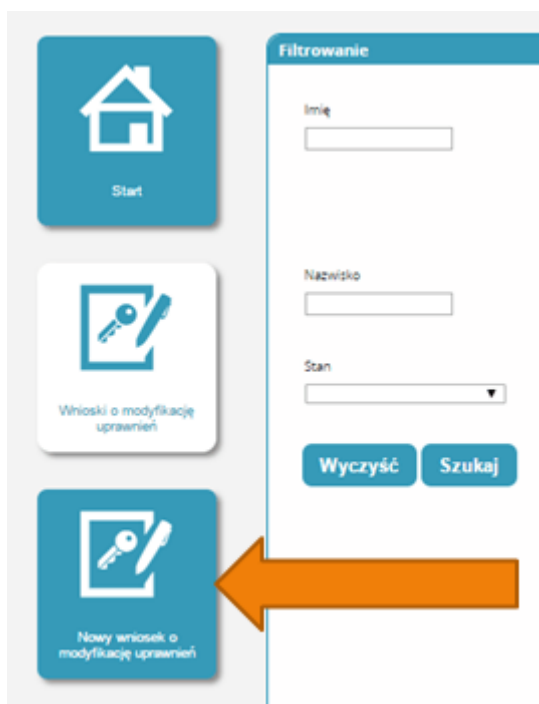 Start
Wnioski o modyfikację
uprawnień
Nowy wniosek o
modyfikację uprawnień
Filtrowanie
Imię
Nazwisko
Stan
Wyczyść
Szukaj